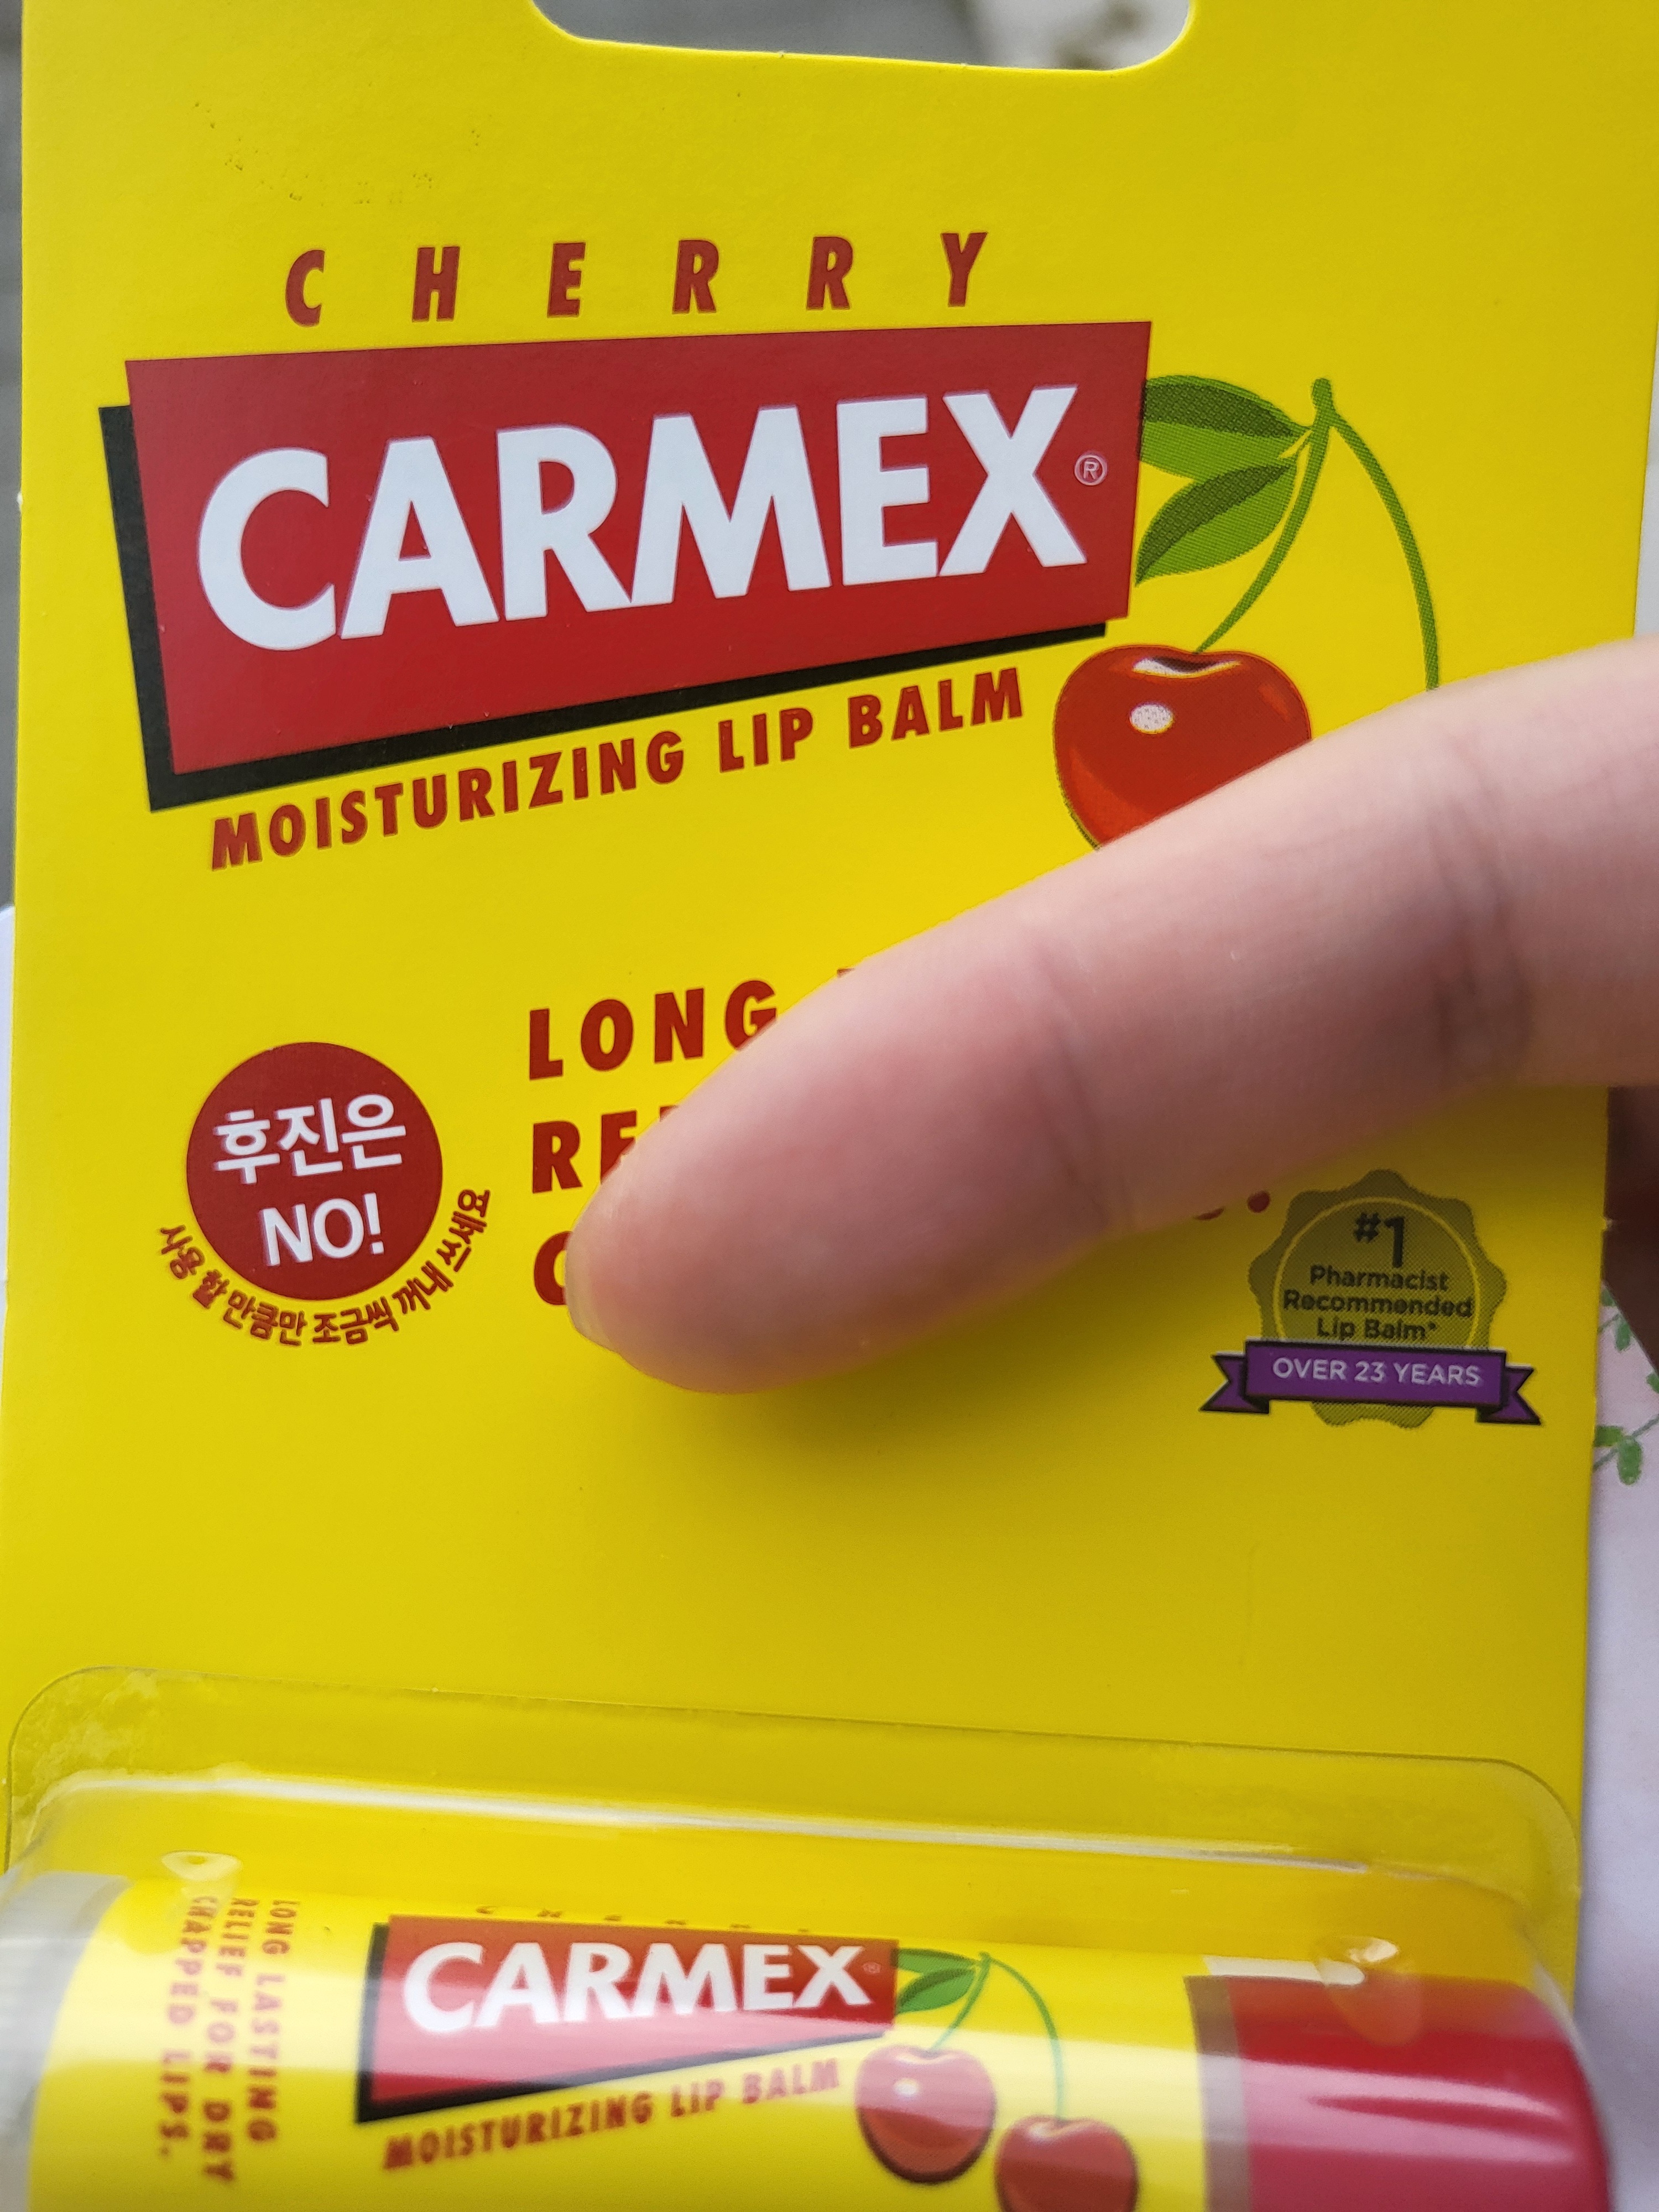 CHERRY
CARMEX®
MOISTURIZING LIP BALM
LONG
후진은
NO!
사용 할 만큼만 조금씩 꺼내 쓰세요
#1
Pharmacist
Recommended
Lip Balm*
OVER 23 YEARS
LONG LASTING
RELIEF FOR DRY
CHAPPED LIPS.
CHERRY
CARMEX®
MOISTURIZING LIP BALM